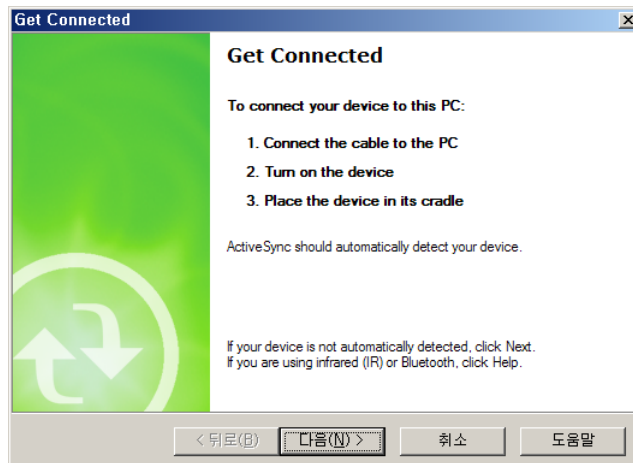 Get Connected
Get Connected
To connect your device to this PC:
1. Connect the cable to the PC
2. Turn on the device
3. Place the device in its cradle
ActiveSync should automatically detect your device.
If your device is not automatically detected, click Next.
If you are using infrared (IR) or Bluetooth, click Help.
< 뒤로(B) 다음(N) > 취소 도움말